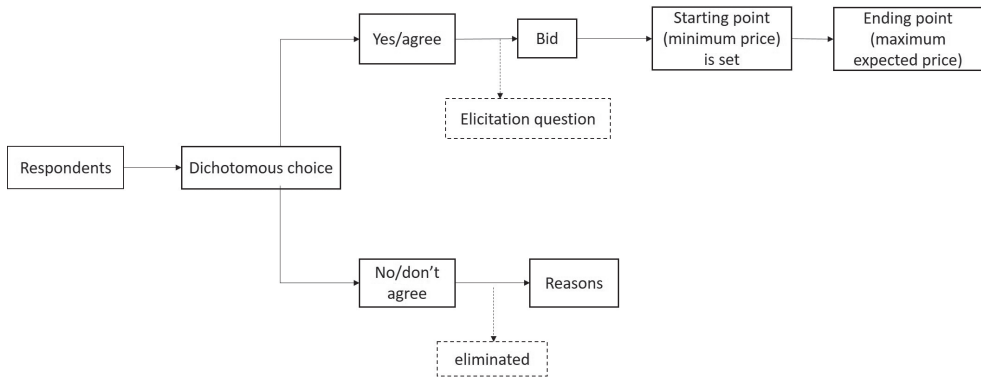 Respondents
Dichotomous choice
Yes/agree
Bid
Starting point
(minimum price)
is set
Ending point
(maximum
expected price)
Elicitation question
No/don't
agree
Reasons
eliminated